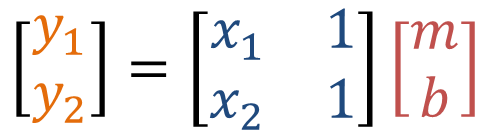 [y₁ y₂] = [x₁ 1 x₂ 1] [m b]